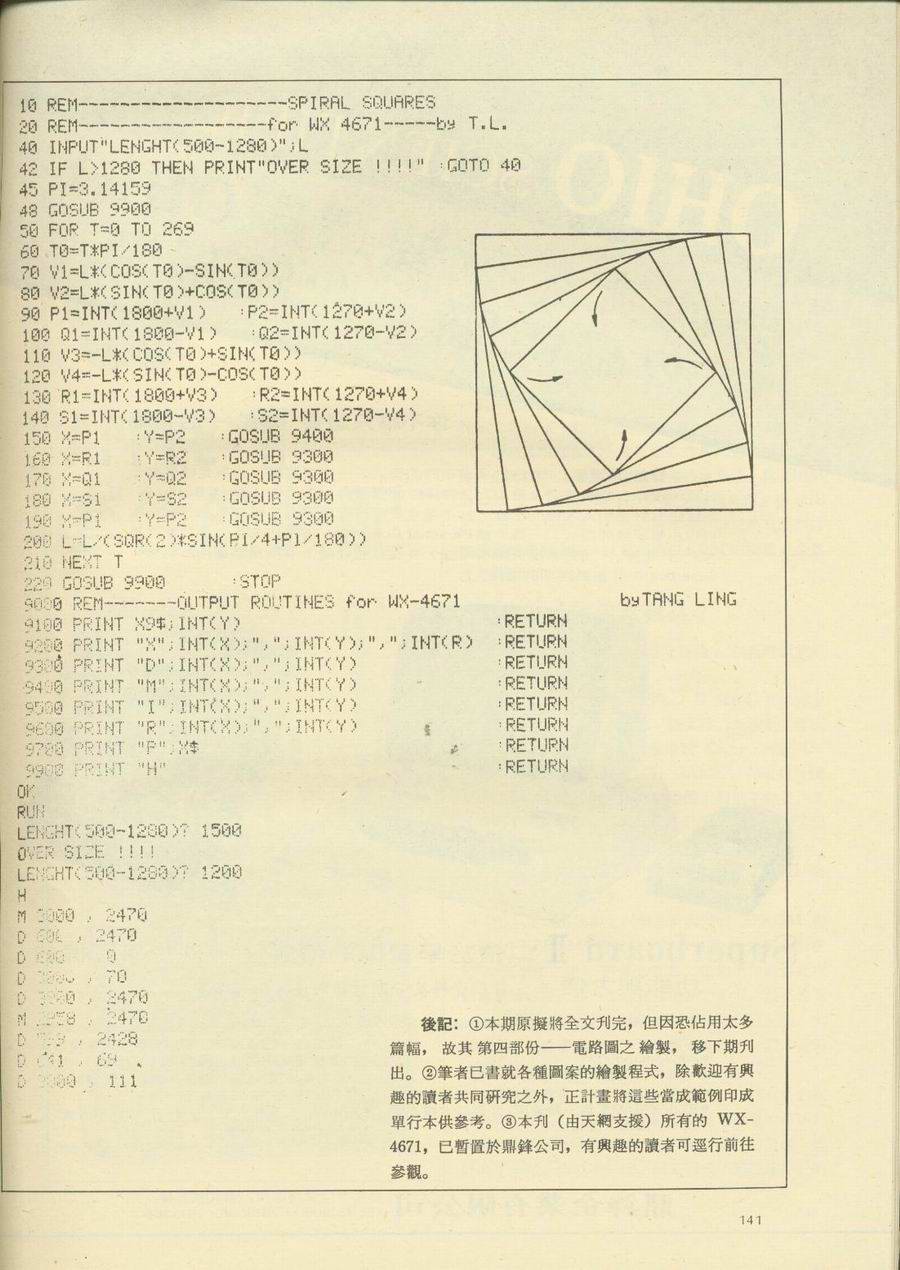 10 REM--------------------SPIRAL SQUARES
20 REM------------------for WX 4671-----by T.L.
40 INPUT"LENGHT(500-1280)";L
42 IF L>1280 THEN PRINT"OVER SIZE !!!!" :GOTO 40
45 PI=3.14159
48 GOSUB 9900
50 FOR T=0 TO 269
60 T0=T*PI/180
70 V1=L*(COS(T0)-SIN(T0))
80 V2=L*(SIN(T0)+COS(T0))
90 P1=INT(1800+V1) :P2=INT(1270+V2)
100 Q1=INT(1800-V1) :Q2=INT(1270-V2)
110 V3=-L*(COS(T0)+SIN(T0))
120 V4=-L*(SIN(T0)-COS(T0))
130 R1=INT(1800+V3) :R2=INT(1270+V4)
140 S1=INT(1800-V3) :S2=INT(1270-V4)
150 X=P1 :Y=P2 :GOSUB 9400
160 X=R1 :Y=R2 :GOSUB 9300
170 X=Q1 :Y=Q2 :GOSUB 9300
180 X=S1 :Y=S2 :GOSUB 9300
190 X=P1 :Y=P2 :GOSUB 9300
200 L=L/(SQR(2)*SIN(PI/4+PI/180))
210 NEXT T
229 GOSUB 9900 :STOP
9000 REM-------OUTPUT ROUTINES for WX-4671 byTANG LING
9100 PRINT X9$;INT(Y) :RETURN
9200 PRINT "X";INT(X);",";INT(Y);",";INT(R) :RETURN
9300 PRINT "D";INT(X);",";INT(Y) :RETURN
9400 PRINT "M";INT(X);",";INT(Y) :RETURN
9500 PRINT "I";INT(X);",";INT(Y) :RETURN
9600 PRINT "R";INT(X);",";INT(Y) :RETURN
9700 PRINT "P";X$ :RETURN
9900 PRINT "H" :RETURN
OK
RUN
LENGHT(500-1280)? 1500
OVER SIZE !!!!
LENGHT(500-1280)? 1200
H
M 3000 , 2470
D , 2470
D
D , 70
D , 2470
M , 2470
D , 2428
D , 69
D , 111
後記：①本期原擬將全文刋完，但因恐佔用太多
篇幅，故其第四部份——電路圖之繪製，移下期刋
出。②筆者已書就各種圖案的繪製程式，除歡迎有興
趣的讀者共同研究之外，正計畫將這些當成範例印成
單行本供參考。③本刋（由天網支援）所有的 WX-
4671，已暫置於鼎鋒公司，有興趣的讀者可逕行前往
參觀。
141